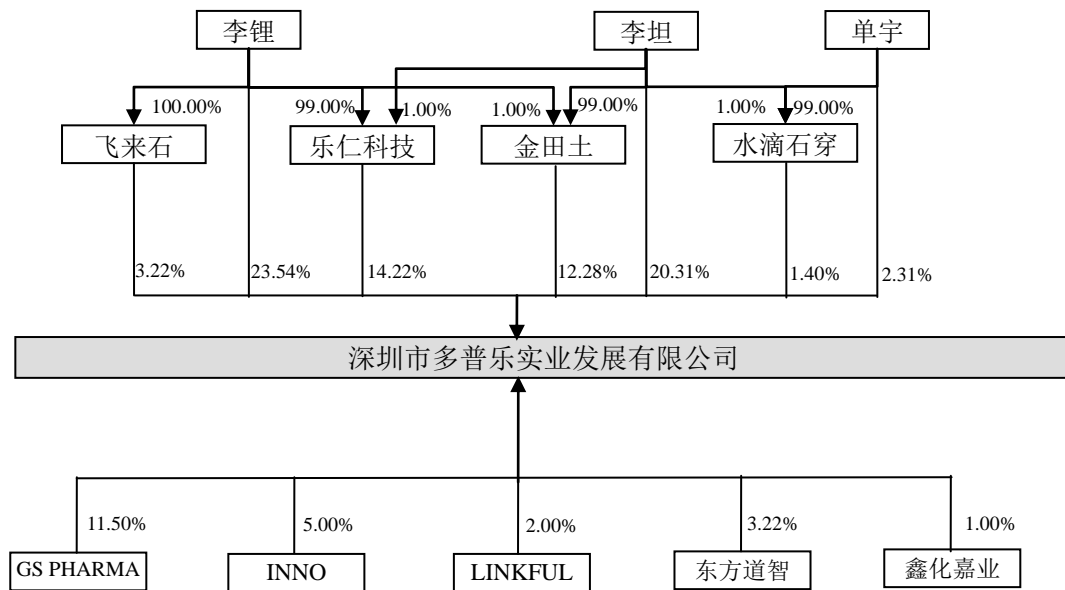 李锂
李坦
单宇
100.00%
99.00%
1.00%
1.00%
99.00%
1.00%
99.00%
飞来石
乐仁科技
金田土
水滴石穿
3.22%
23.54%
14.22%
12.28%
20.31%
1.40%
2.31%
深圳市多普乐实业发展有限公司
11.50%
5.00%
2.00%
3.22%
1.00%
GS PHARMA
INNO
LINKFUL
东方道智
鑫化嘉业